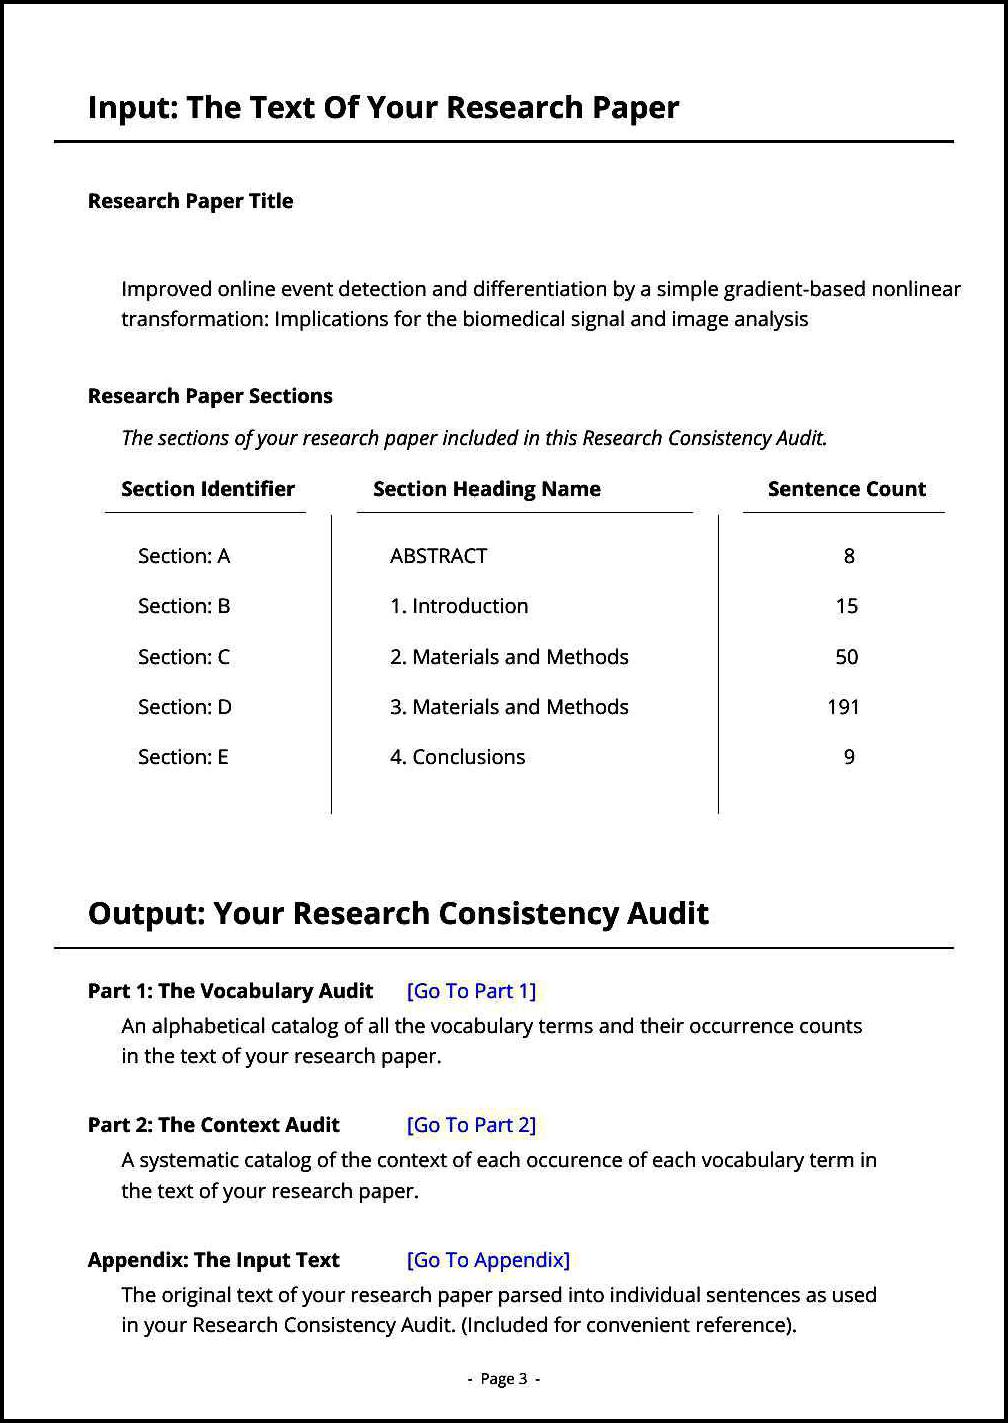 Input: The Text Of Your Research Paper
Research Paper Title
Improved online event detection and differentiation by a simple gradient-based nonlinear
transformation: Implications for the biomedical signal and image analysis
Research Paper Sections
The sections of your research paper included in this Research Consistency Audit.
Section Identifier Section Heading Name Sentence Count
Section: A ABSTRACT 8
Section: B 1. Introduction 15
Section: C 2. Materials and Methods 50
Section: D 3. Materials and Methods 191
Section: E 4. Conclusions 9
Output: Your Research Consistency Audit
Part 1: The Vocabulary Audit [Go To Part 1]
An alphabetical catalog of all the vocabulary terms and their occurrence counts
in the text of your research paper.
Part 2: The Context Audit [Go To Part 2]
A systematic catalog of the context of each occurence of each vocabulary term in
the text of your research paper.
Appendix: The Input Text [Go To Appendix]
The original text of your research paper parsed into individual sentences as used
in your Research Consistency Audit. (Included for convenient reference).
- Page 3 -